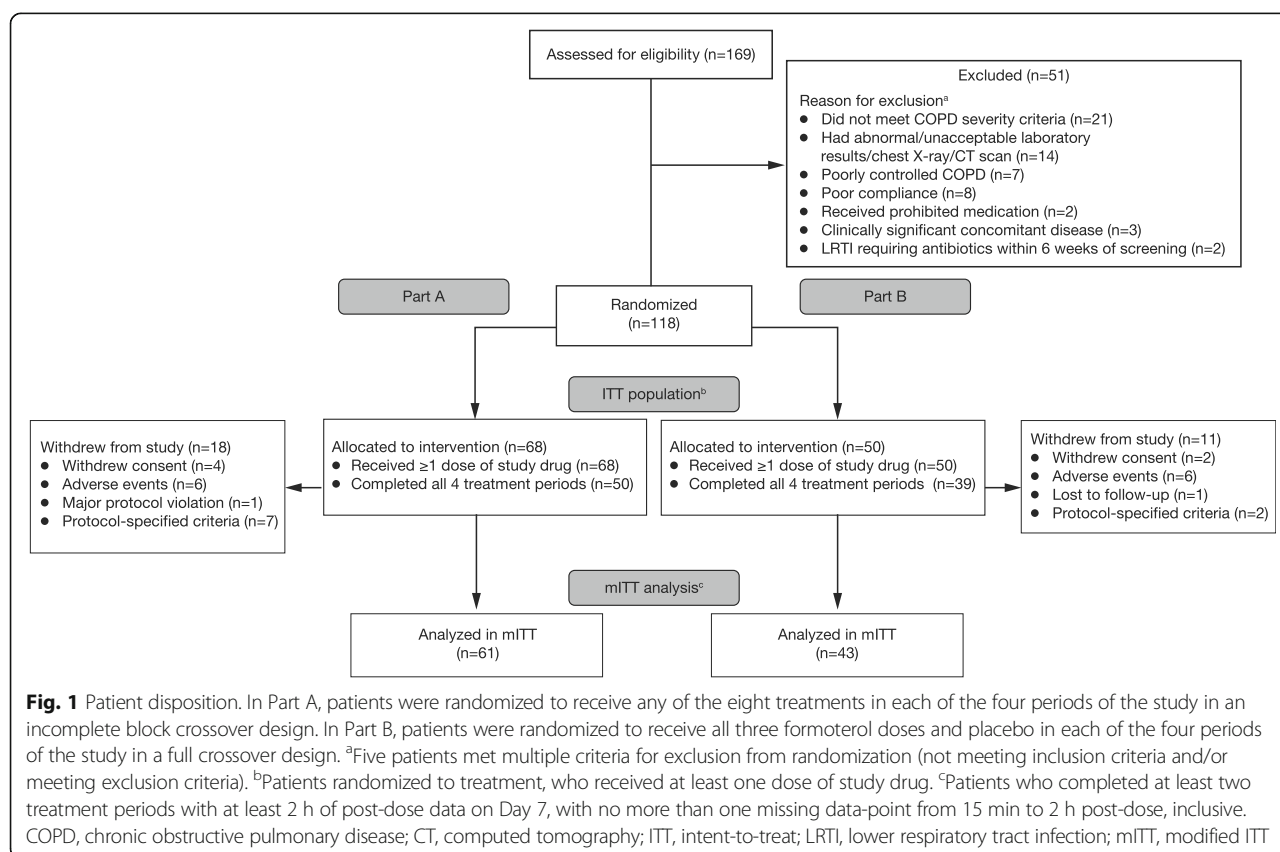 Assessed for eligibility (n=169)
Excluded (n=51)
Reason for exclusionᵃ
● Did not meet COPD severity criteria (n=21)
● Had abnormal/unacceptable laboratory
results/chest X-ray/CT scan (n=14)
● Poorly controlled COPD (n=7)
● Poor compliance (n=8)
● Received prohibited medication (n=2)
● Clinically significant concomitant disease (n=3)
● LRTI requiring antibiotics within 6 weeks of screening (n=2)
Part A
Part B
Randomized
(n=118)
ITT populationᵇ
Withdrew from study (n=18)
● Withdrew consent (n=4)
● Adverse events (n=6)
● Major protocol violation (n=1)
● Protocol-specified criteria (n=7)
Allocated to intervention (n=68)
● Received ≥1 dose of study drug (n=68)
● Completed all 4 treatment periods (n=50)
Allocated to intervention (n=50)
● Received ≥1 dose of study drug (n=50)
● Completed all 4 treatment periods (n=39)
Withdrew from study (n=11)
● Withdrew consent (n=2)
● Adverse events (n=6)
● Lost to follow-up (n=1)
● Protocol-specified criteria (n=2)
mITT analysisᶜ
Analyzed in mITT
(n=61)
Analyzed in mITT
(n=43)
Fig. 1 Patient disposition. In Part A, patients were randomized to receive any of the eight treatments in each of the four periods of the study in an
incomplete block crossover design. In Part B, patients were randomized to receive all three formoterol doses and placebo in each of the four periods
of the study in a full crossover design. ᵃFive patients met multiple criteria for exclusion from randomization (not meeting inclusion criteria and/or
meeting exclusion criteria). ᵇPatients randomized to treatment, who received at least one dose of study drug. ᶜPatients who completed at least two
treatment periods with at least 2 h of post-dose data on Day 7, with no more than one missing data-point from 15 min to 2 h post-dose, inclusive.
COPD, chronic obstructive pulmonary disease; CT, computed tomography; ITT, intent-to-treat; LRTI, lower respiratory tract infection; mITT, modified ITT